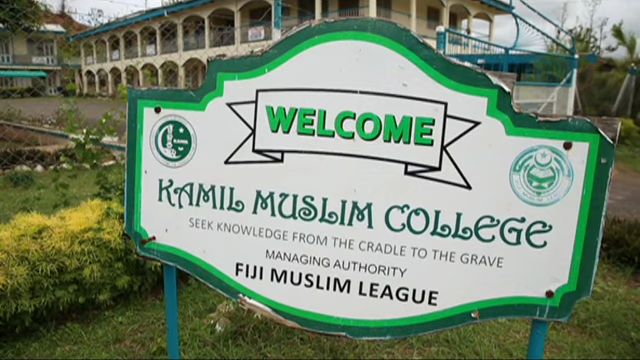 WELCOME
KAMIL MUSLIM COLLEGE
SEEK KNOWLEDGE FROM THE CRADLE TO THE GRAVE
MANAGING AUTHORITY
FIJI MUSLIM LEAGUE